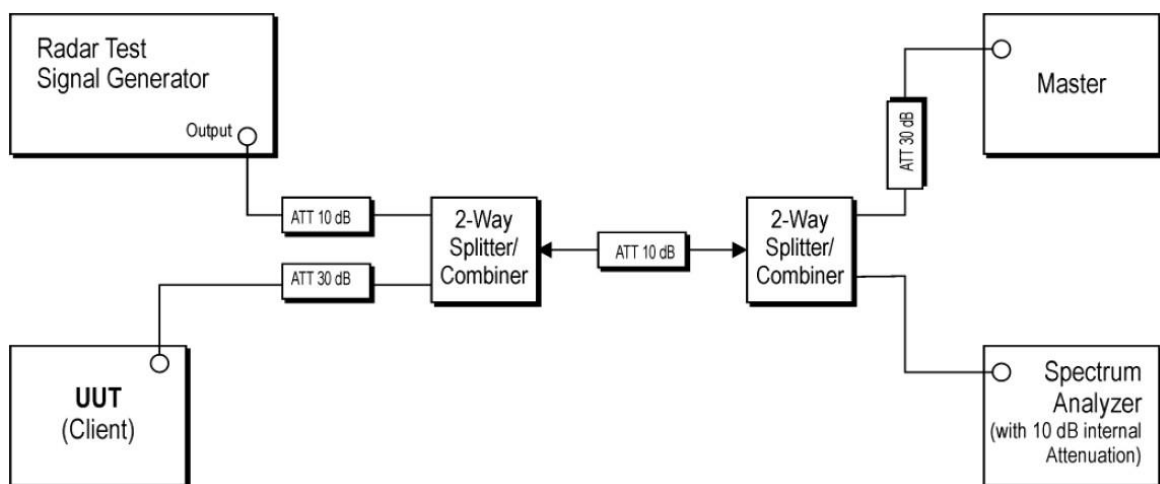 Radar Test
Signal Generator
Output
ATT 10 dB
ATT 30 dB
2-Way
Splitter/
Combiner
ATT 10 dB
2-Way
Splitter/
Combiner
ATT 30 dB
Master
UUT
(Client)
Spectrum
Analyzer
(with 10 dB internal
Attenuation)